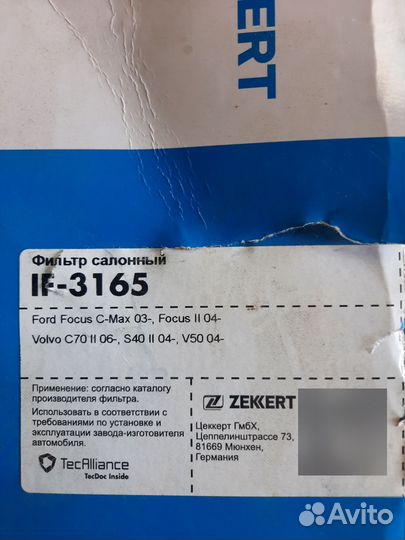 EKKERT
Фильтр салонный
IF-3165
Ford Focus C-Max 03-, Focus II 04-
Volvo C70 II 06-, S40 II 04-, V50 04-
Применение: согласно каталогу
производителя фильтра.
Использовать в соответствии с
требованиями по установке и
эксплуатации завода-изготовителя
автомобиля.
TecAlliance
TecDoc Inside
ZEKKERT
Цеккерт ГмбХ,
Цеппелинштрассе 73,
81669 Мюнхен,
Германия
Avito